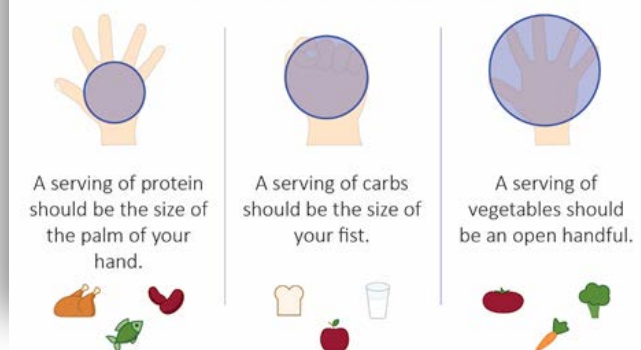 A serving of protein
should be the size of
the palm of your
hand.
A serving of carbs
should be the size of
your fist.
A serving of
vegetables should
be an open handful.